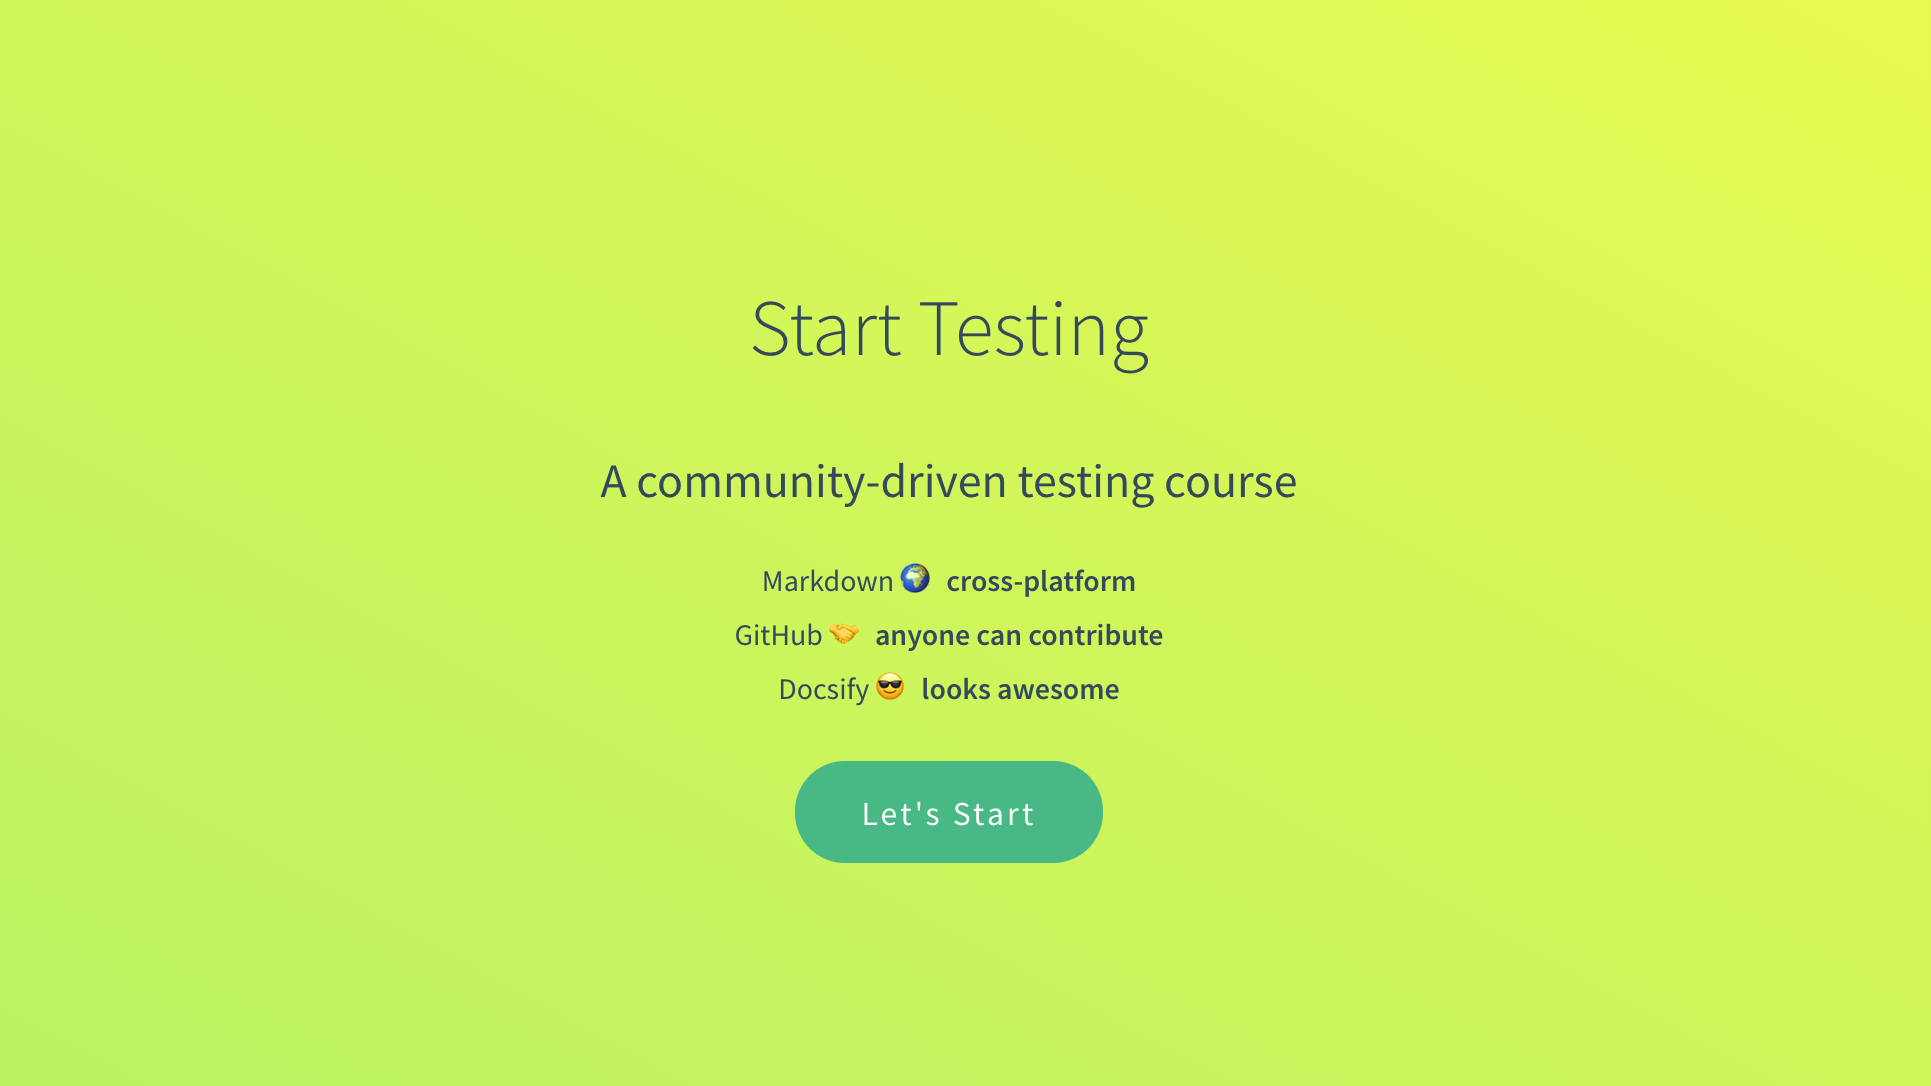 Start Testing
A community-driven testing course
Markdown 🌍 cross-platform
GitHub 🤝 anyone can contribute
Docsify 😎 looks awesome
Let's Start